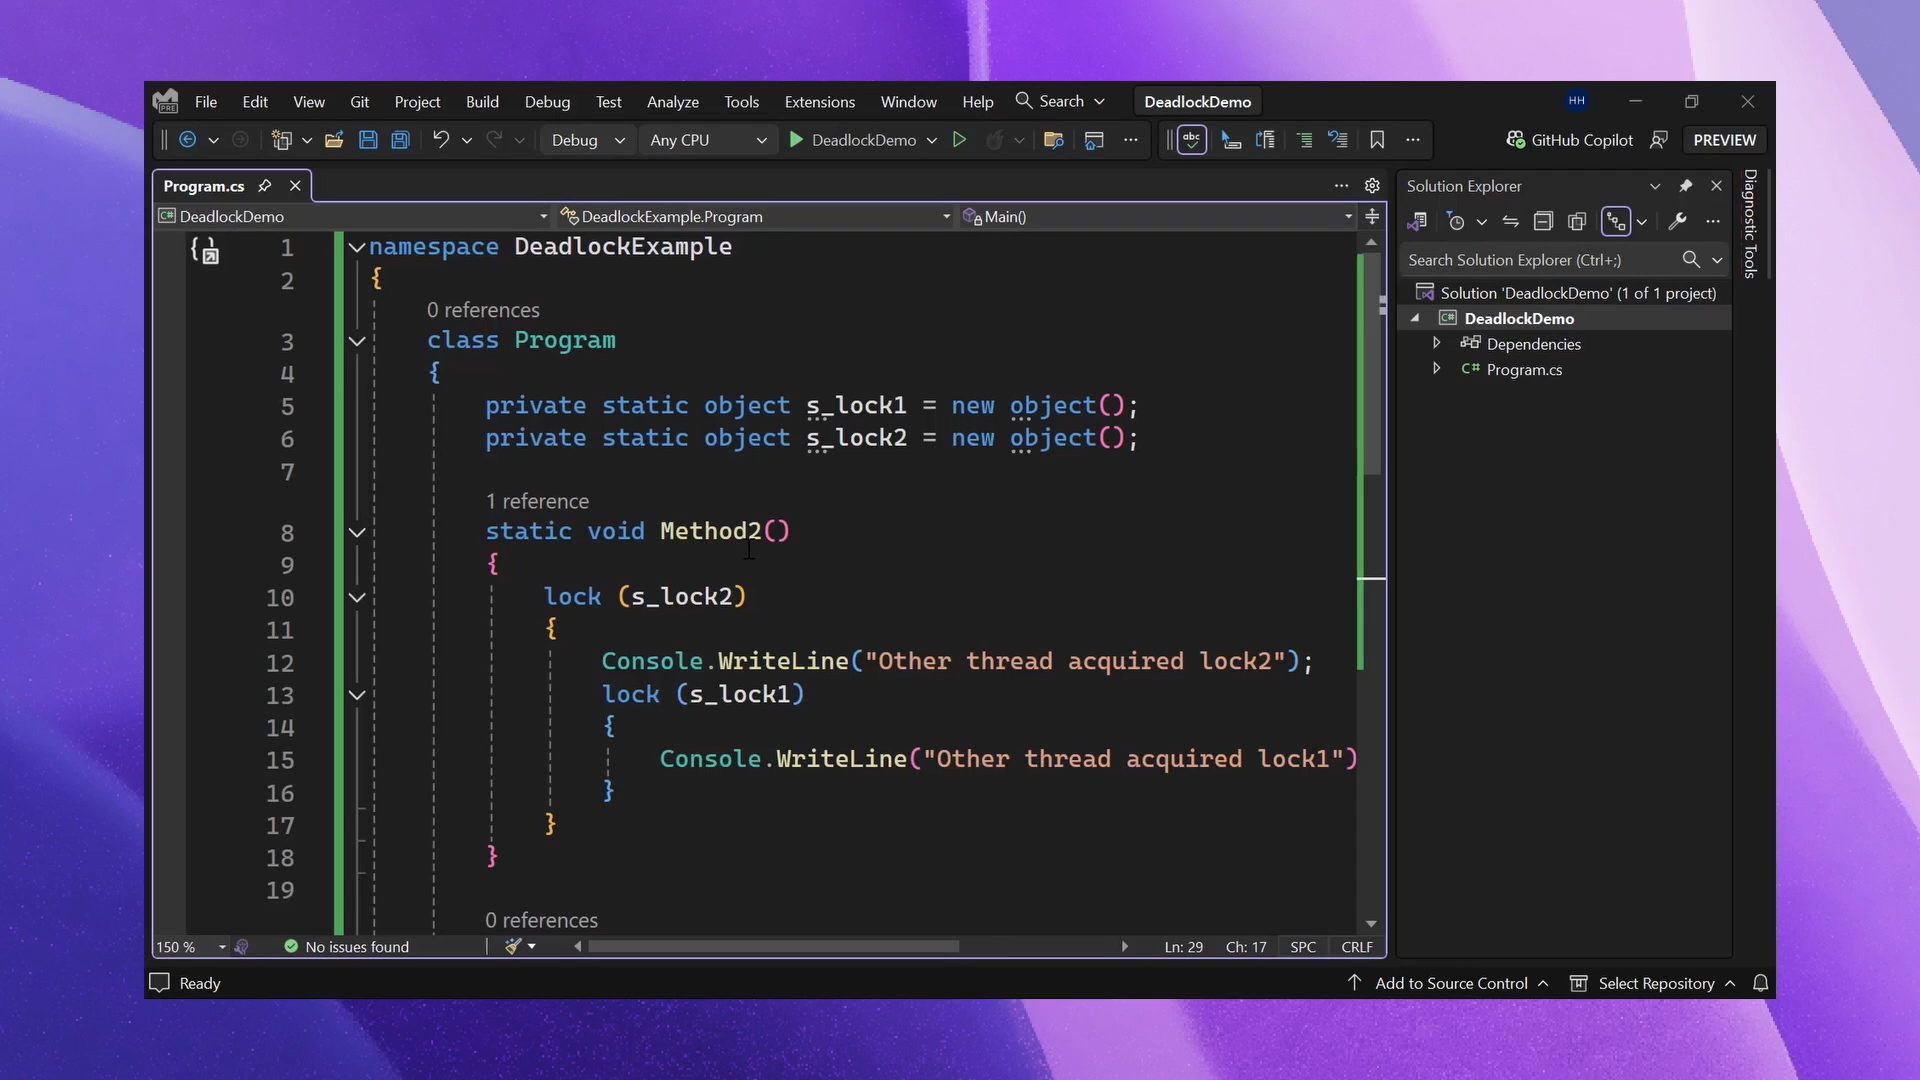 File Edit View Git Project Build Debug Test Analyze Tools Extensions Window Help Search DeadlockDemo HH
Debug Any CPU DeadlockDemo abc GitHub Copilot PREVIEW
Program.cs
DeadlockDemo DeadlockExample.Program Main()
1 namespace DeadlockExample
2 {
0 references
3 class Program
4 {
5 private static object s_lock1 = new object();
6 private static object s_lock2 = new object();
7
1 reference
8 static void Method2()
9 {
10 lock (s_lock2)
11 {
12 Console.WriteLine("Other thread acquired lock2");
13 lock (s_lock1)
14 {
15 Console.WriteLine("Other thread acquired lock1")
16 }
17 }
18 }
19
0 references
150 % No issues found Ln: 29 Ch: 17 SPC CRLF
Solution Explorer
Search Solution Explorer (Ctrl+;)
Solution 'DeadlockDemo' (1 of 1 project)
C# DeadlockDemo
Dependencies
C# Program.cs
Diagnostic Tools
Ready Add to Source Control Select Repository